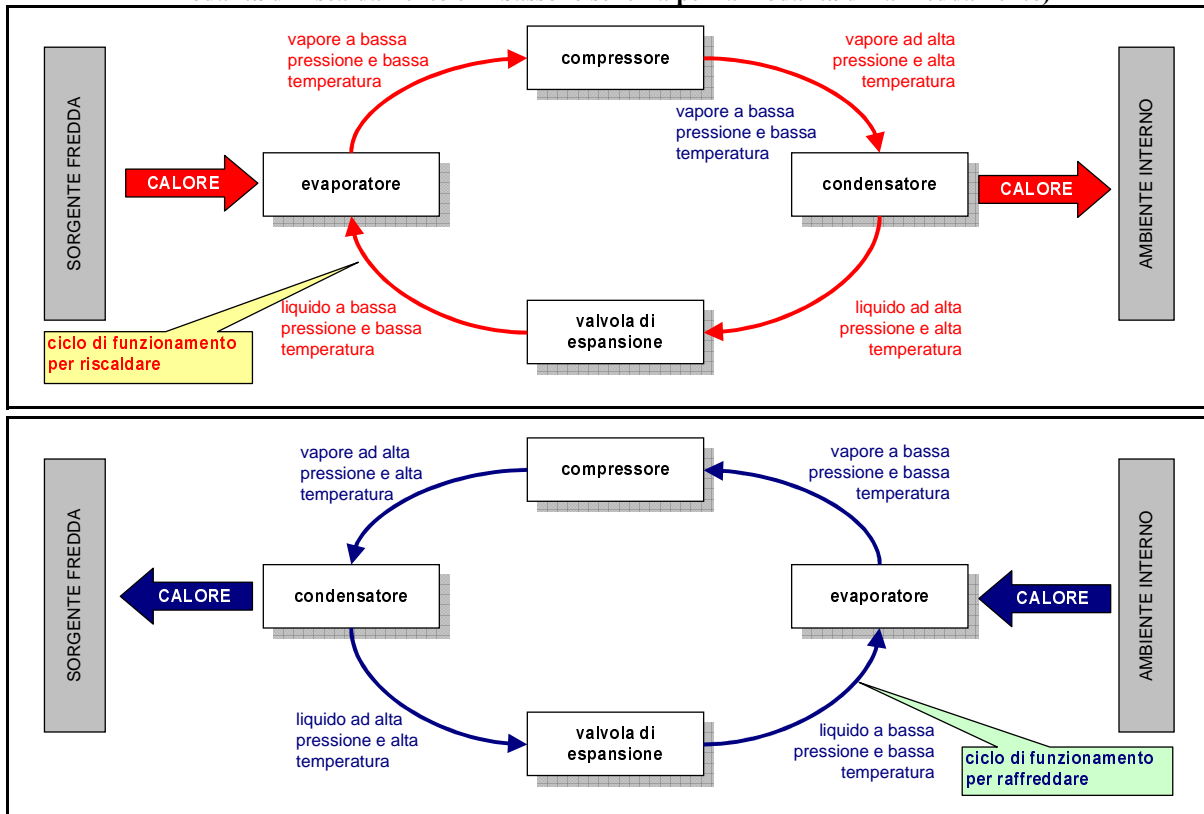 vapore a bassa
pressione e bassa
temperatura
compressore
vapore ad alta
pressione e alta
temperatura
vapore a bassa
pressione e bassa
temperatura
SORGENTE FREDDA
CALORE
evaporatore
condensatore
CALORE
AMBIENTE INTERNO
liquido a bassa
pressione e bassa
temperatura
valvola di
espansione
liquido ad alta
pressione e alta
temperatura
ciclo di funzionamento
per riscaldare
vapore ad alta
pressione e alta
temperatura
compressore
vapore a bassa
pressione e bassa
temperatura
SORGENTE FREDDA
CALORE
condensatore
evaporatore
CALORE
AMBIENTE INTERNO
liquido ad alta
pressione e alta
temperatura
valvola di
espansione
liquido a bassa
pressione e bassa
temperatura
ciclo di funzionamento
per raffreddare